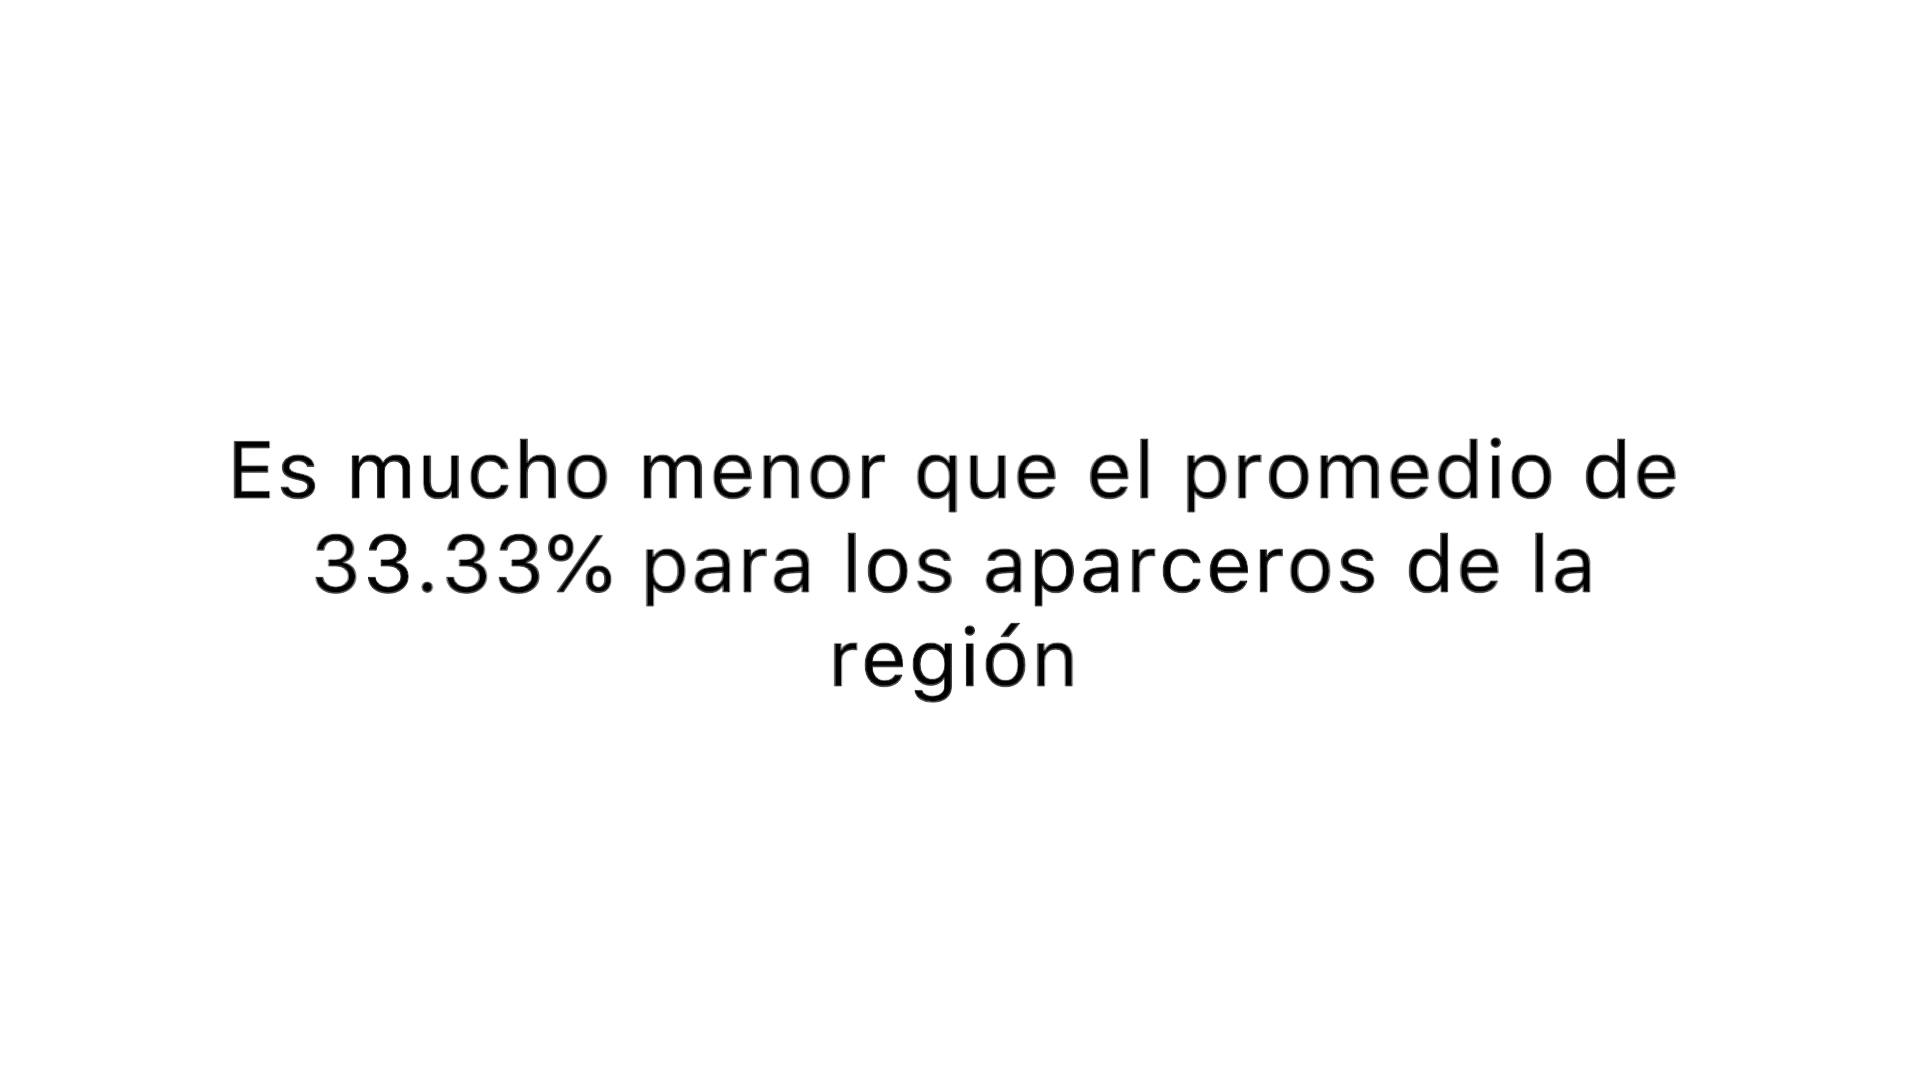 Es mucho menor que el promedio de
33.33% para los aparceros de la
región